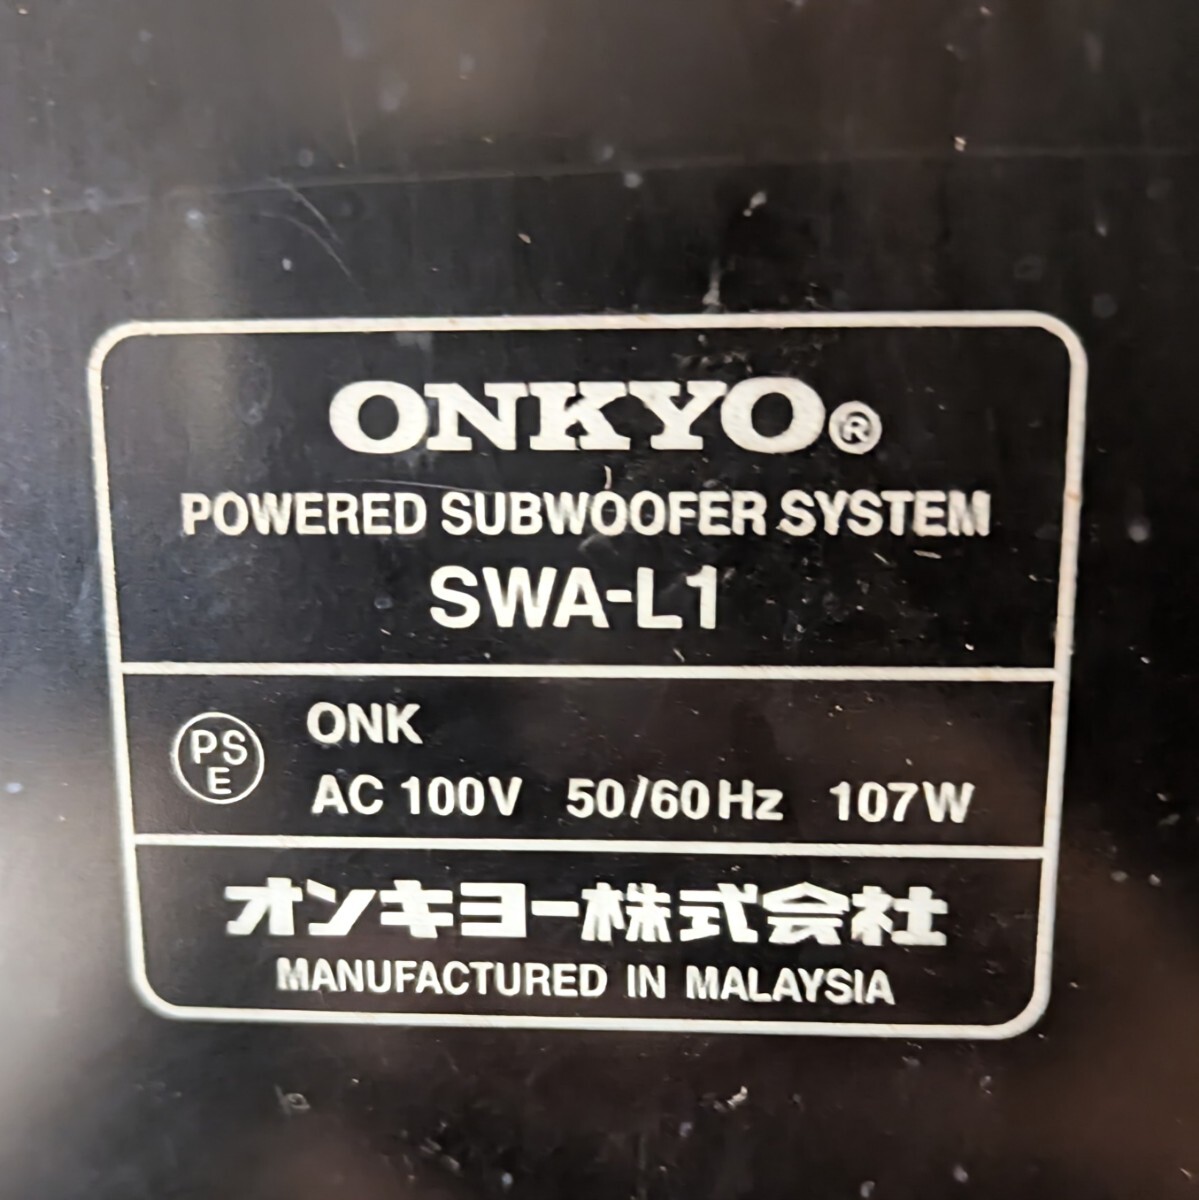 ONKYO®
POWERED SUBWOOFER SYSTEM
SWA-L1
PSE
ONK
AC 100V 50/60Hz 107W
オンキヨー株式会社
MANUFACTURED IN MALAYSIA